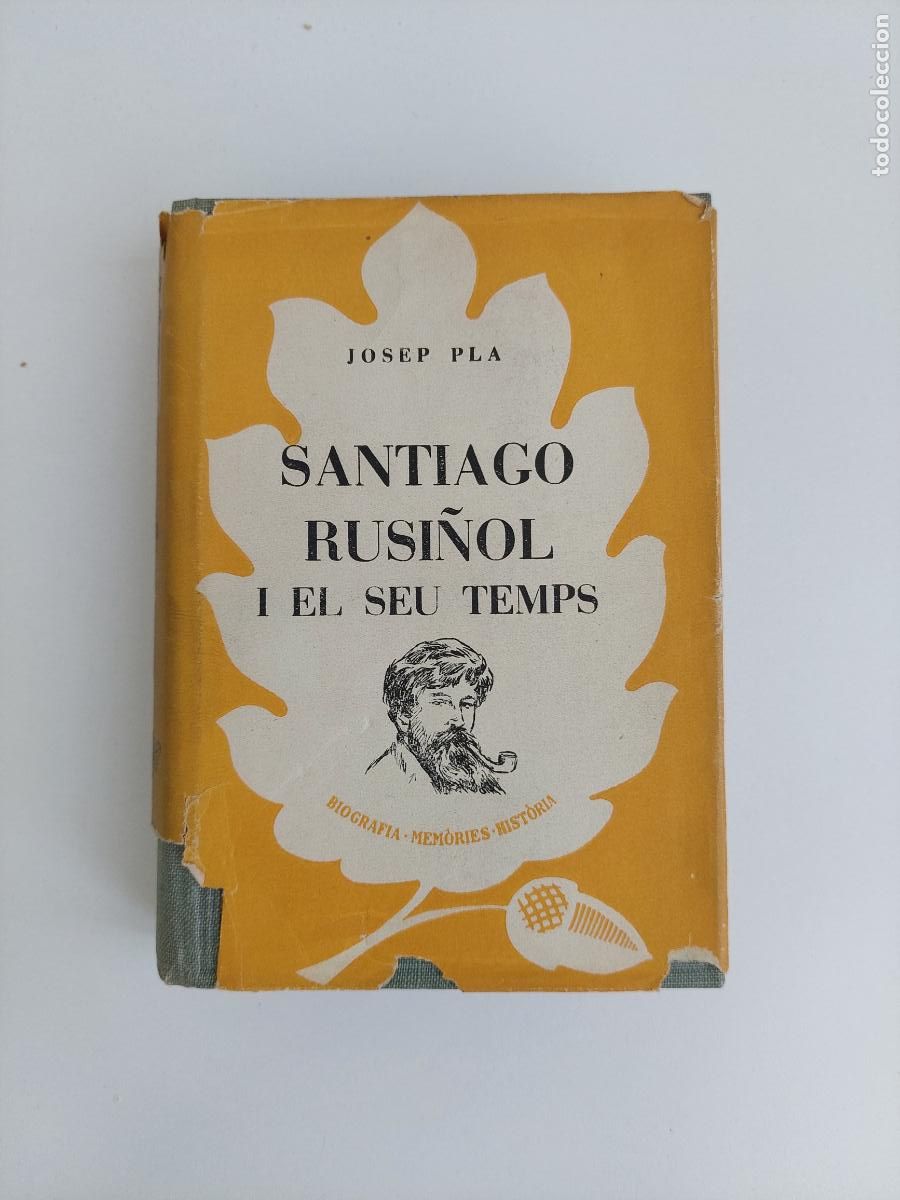 JOSEP PLA
SANTIAGO
RUSIÑOL
I EL SEU TEMPS
BIOGRAFIA · MEMÒRIES · HISTÒRIA
todocoleccion